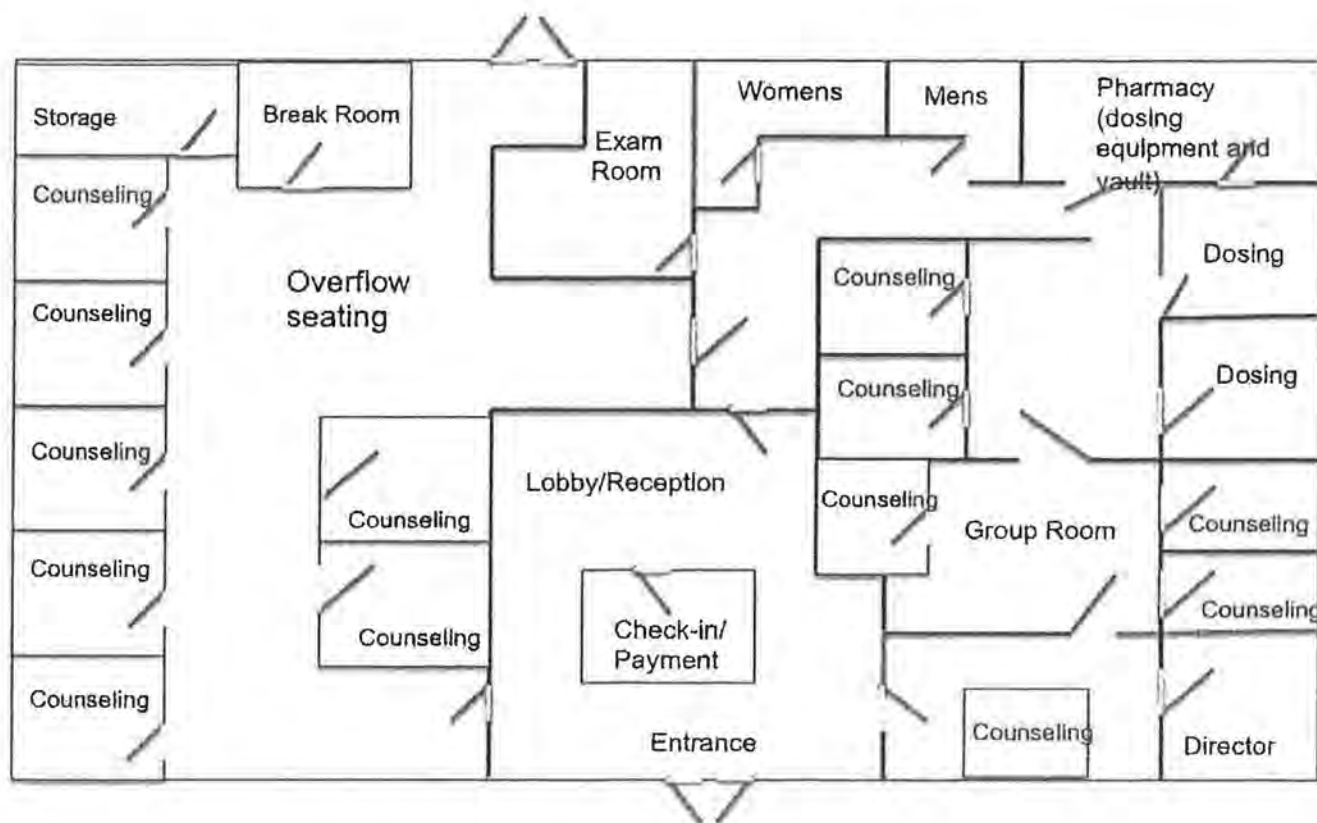 Storage
Break Room
Womens
Mens
Pharmacy
(dosing
equipment and
vault)
Exam
Room
Counseling
Overflow
seating
Counseling
Dosing
Counseling
Counseling
Dosing
Counseling
Lobby/Reception
Counseling
Counseling
Group Room
Counseling
Counseling
Counseling
Check-in/
Payment
Counseling
Counseling
Counseling
Entrance
Counseling
Director